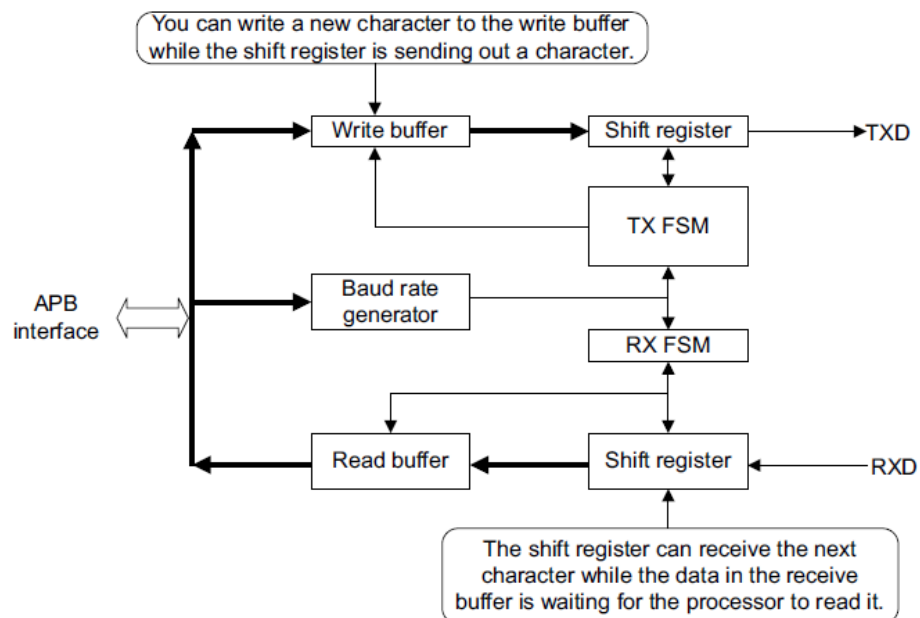 You can write a new character to the write buffer
while the shift register is sending out a character.
Write buffer
Shift register
TXD
TX FSM
APB
interface
Baud rate
generator
RX FSM
Read buffer
Shift register
RXD
The shift register can receive the next
character while the data in the receive
buffer is waiting for the processor to read it.